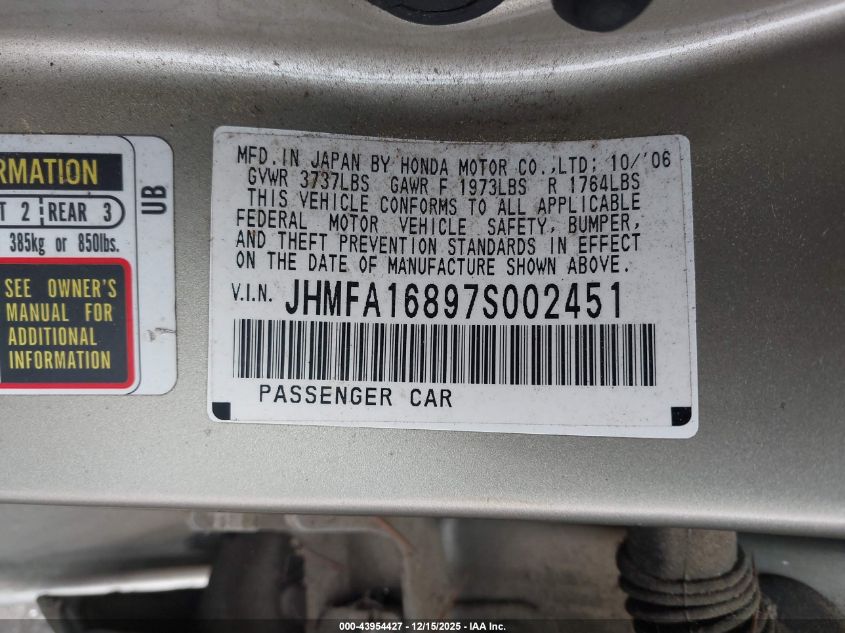 RMATION
T 2 REAR 3
385kg or 850lbs.
SEE OWNER'S
MANUAL FOR
ADDITIONAL
INFORMATION
UB
MFD. IN JAPAN BY HONDA MOTOR CO.,LTD; 10/'06
GVWR 3737LBS GAWR F 1973LBS R 1764LBS
THIS VEHICLE CONFORMS TO ALL APPLICABLE
FEDERAL MOTOR VEHICLE SAFETY, BUMPER,
AND THEFT PREVENTION STANDARDS IN EFFECT
ON THE DATE OF MANUFACTURE SHOWN ABOVE.
V.I.N. JHMFA16897S002451
PASSENGER CAR
000-43954427 - 12/15/2025 - IAA Inc.